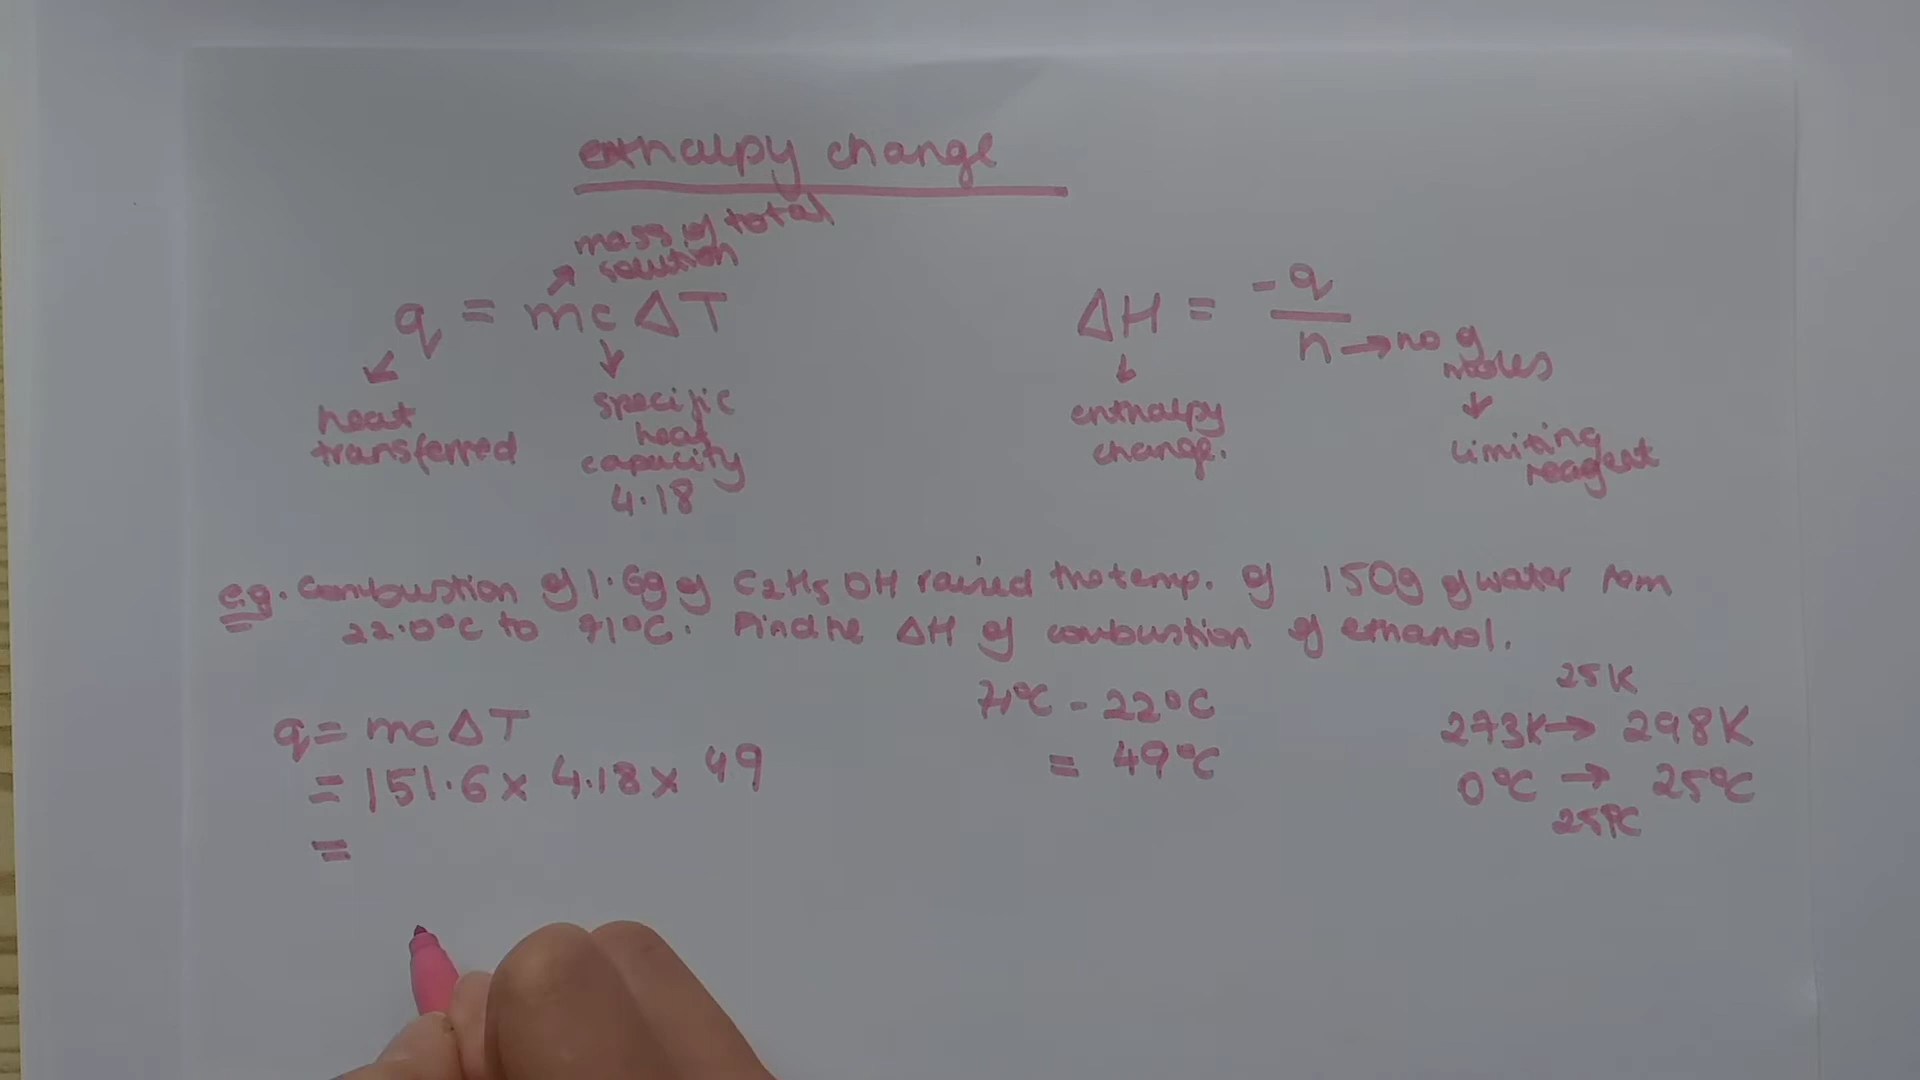 enthalpy change
mass of total
solution
q = mc ΔT
heat
transferred
specific
heat
capacity
4.18
ΔH = -q
n → no of
moles
enthalpy
change.
limiting
reagent
e.g. Combustion of 1.6g of C2H5OH raised the temp. of 150g of water from
22.0°C to 71°C. Find the ΔH of combustion of ethanol.
q = mcΔT
= 151.6 x 4.18 x 49
=
71°C - 22°C
= 49°C
25K
273K → 298K
0°C → 25°C
25°C